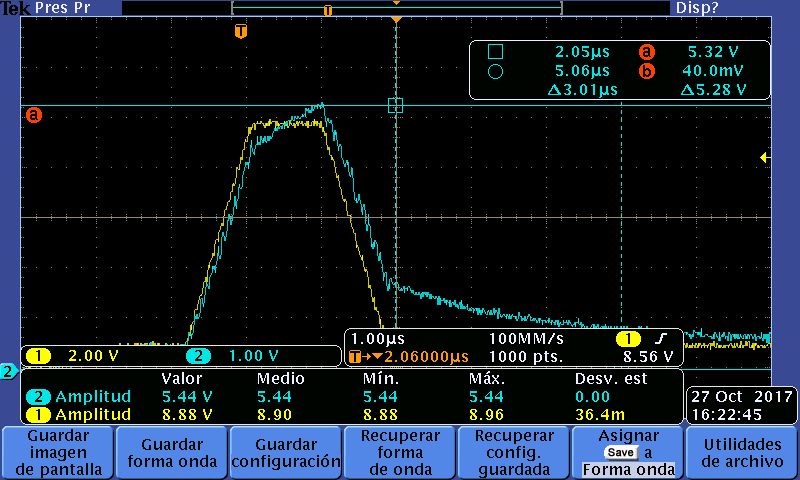 Tek Pres Pr Disp?
T
T
2.05µs a 5.32 V
5.06µs b 40.0mV
Δ3.01µs Δ5.28 V
a
1 2.00 V 2 1.00 V
1.00µs 100MM/s 1
T→▼2.06000µs 1000 pts. 8.56 V
2
Valor Medio Mín. Máx. Desv. est
2 Amplitud 5.44 V 5.44 5.44 5.44 0.00
1 Amplitud 8.88 V 8.90 8.88 8.96 36.4m
27 Oct 2017
16:22:45
Guardar
imagen
de pantalla
Guardar
forma onda
Guardar
configuración
Recuperar
forma
de onda
Recuperar
config.
guardada
Asignar
Save a
Forma onda
Utilidades
de archivo